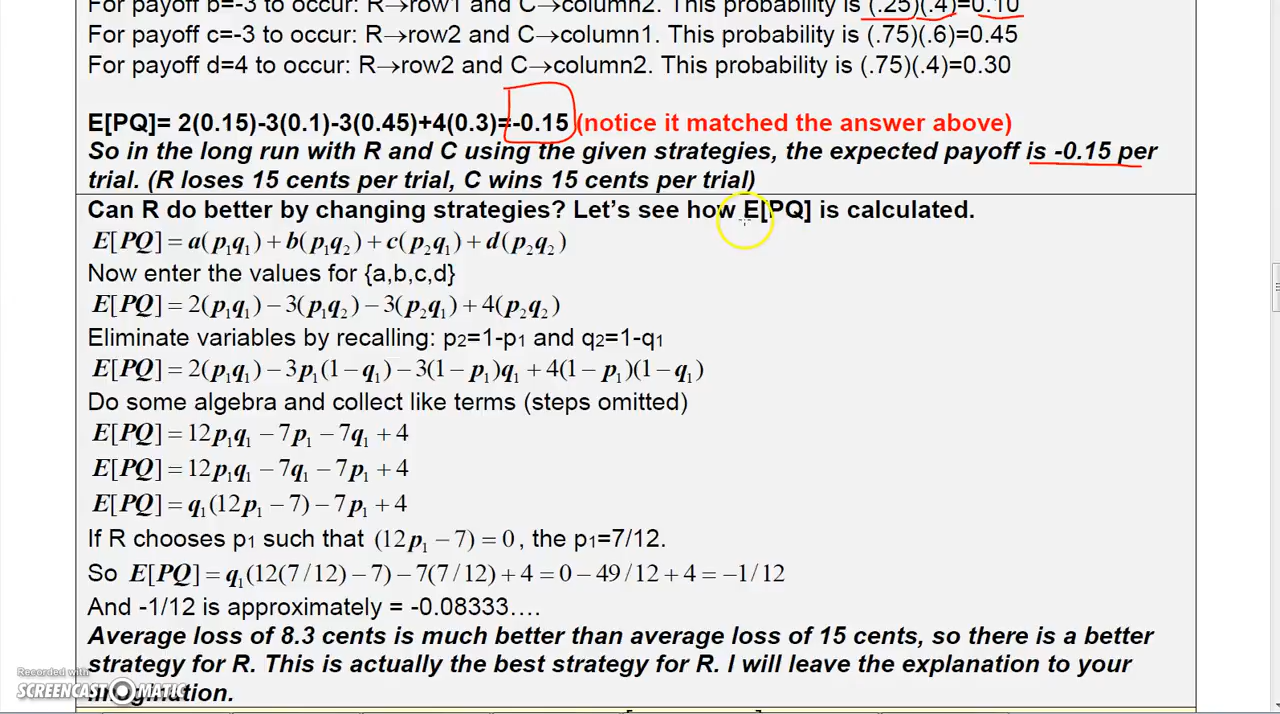 For payoff b=-3 to occur: R→row1 and C→column2. This probability is (.25)(.4)=0.10
For payoff c=-3 to occur: R→row2 and C→column1. This probability is (.75)(.6)=0.45
For payoff d=4 to occur: R→row2 and C→column2. This probability is (.75)(.4)=0.30
E[PQ]= 2(0.15)-3(0.1)-3(0.45)+4(0.3)=-0.15 (notice it matched the answer above)
So in the long run with R and C using the given strategies, the expected payoff is -0.15 per
trial. (R loses 15 cents per trial, C wins 15 cents per trial)
Can R do better by changing strategies? Let's see how E[PQ] is calculated.
E[PQ] = a(p₁q₁) + b(p₁q₂) + c(p₂q₁) + d(p₂q₂)
Now enter the values for {a,b,c,d}
E[PQ] = 2(p₁q₁) − 3(p₁q₂) − 3(p₂q₁) + 4(p₂q₂)
Eliminate variables by recalling: p₂=1-p₁ and q₂=1-q₁
E[PQ] = 2(p₁q₁) − 3p₁(1 − q₁) − 3(1 − p₁)q₁ + 4(1 − p₁)(1 − q₁)
Do some algebra and collect like terms (steps omitted)
E[PQ] = 12p₁q₁ − 7p₁ − 7q₁ + 4
E[PQ] = 12p₁q₁ − 7q₁ − 7p₁ + 4
E[PQ] = q₁(12p₁ − 7) − 7p₁ + 4
If R chooses p₁ such that (12p₁ − 7) = 0, the p₁=7/12.
So E[PQ] = q₁(12(7/12) − 7) − 7(7/12) + 4 = 0 − 49/12 + 4 = −1/12
And -1/12 is approximately = -0.08333....
Average loss of 8.3 cents is much better than average loss of 15 cents, so there is a better
strategy for R. This is actually the best strategy for R. I will leave the explanation to your
imagination.
Recorded with
SCREENCAST-O-MATIC